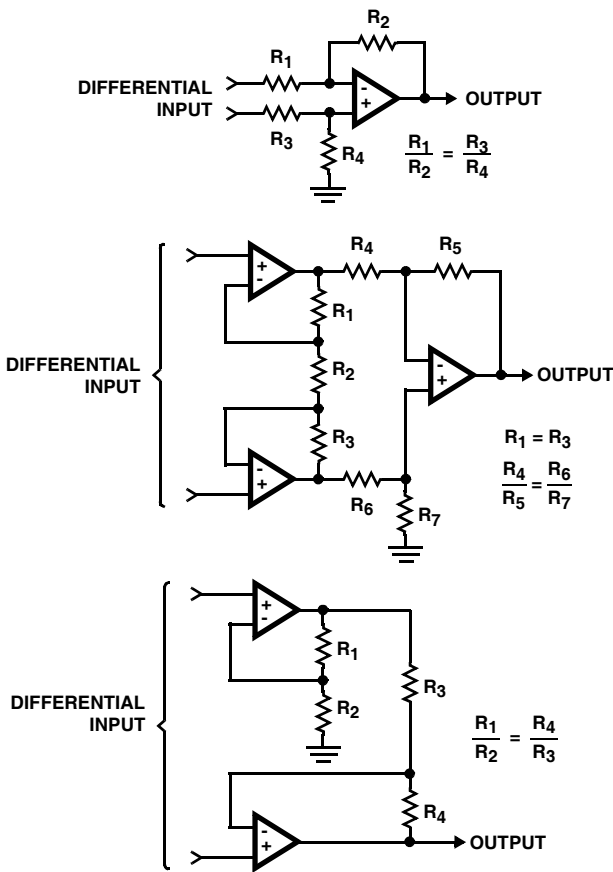 R1
R2
DIFFERENTIAL
INPUT
-
+
OUTPUT
R3
R4
R1/R2 = R3/R4
DIFFERENTIAL
INPUT
+
-
R4
R5
R1
R2
R3
-
+
OUTPUT
-
+
R6
R7
R1 = R3
R4/R5 = R6/R7
DIFFERENTIAL
INPUT
+
-
R1
R2
R3
R1/R2 = R4/R3
-
+
R4
OUTPUT